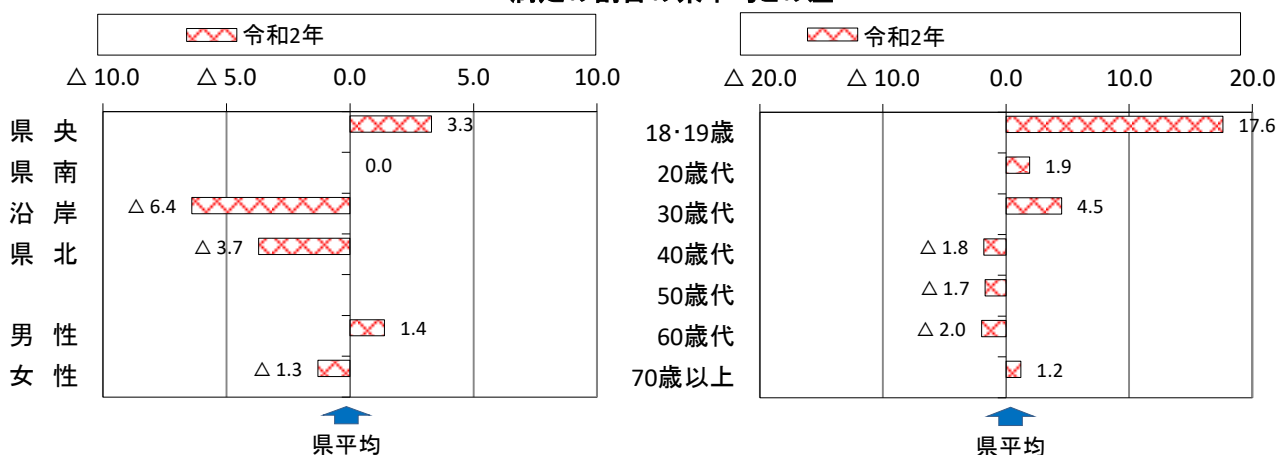 令和2年
△ 10.0 △ 5.0 0.0 5.0 10.0
県 央 3.3
県 南 0.0
沿 岸 △ 6.4
県 北 △ 3.7
男 性 1.4
女 性 △ 1.3
県平均
令和2年
△ 20.0 △ 10.0 0.0 10.0 20.0
18･19歳 17.6
20歳代 1.9
30歳代 4.5
40歳代 △ 1.8
50歳代 △ 1.7
60歳代 △ 2.0
70歳以上 1.2
県平均